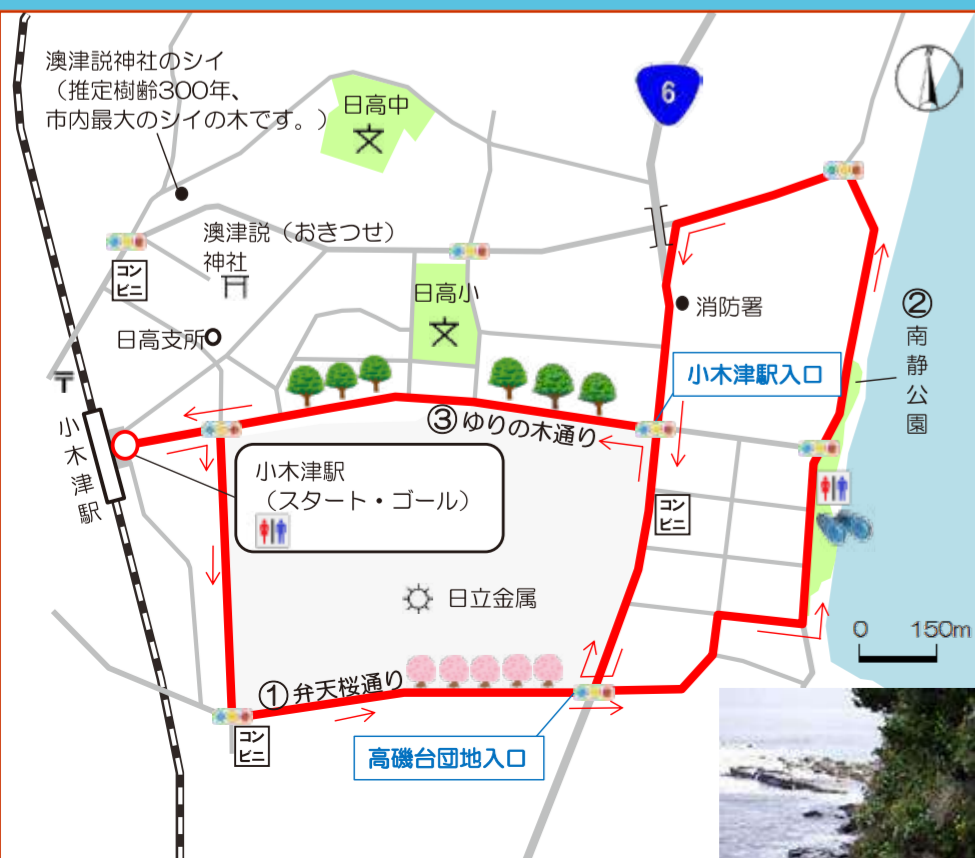 澳津説神社のシイ
（推定樹齢300年、
市内最大のシイの木です。）
日高中
文
6
澳津説（おきつせ）
神社
コン
ビニ
日高小
文
日高支所
消防署
②
南静公園
〒
小木津駅
小木津駅入口
③ゆりの木通り
小木津駅
（スタート・ゴール）
コン
ビニ
日立金属
0 150m
①弁天桜通り
コン
ビニ
高磯台団地入口